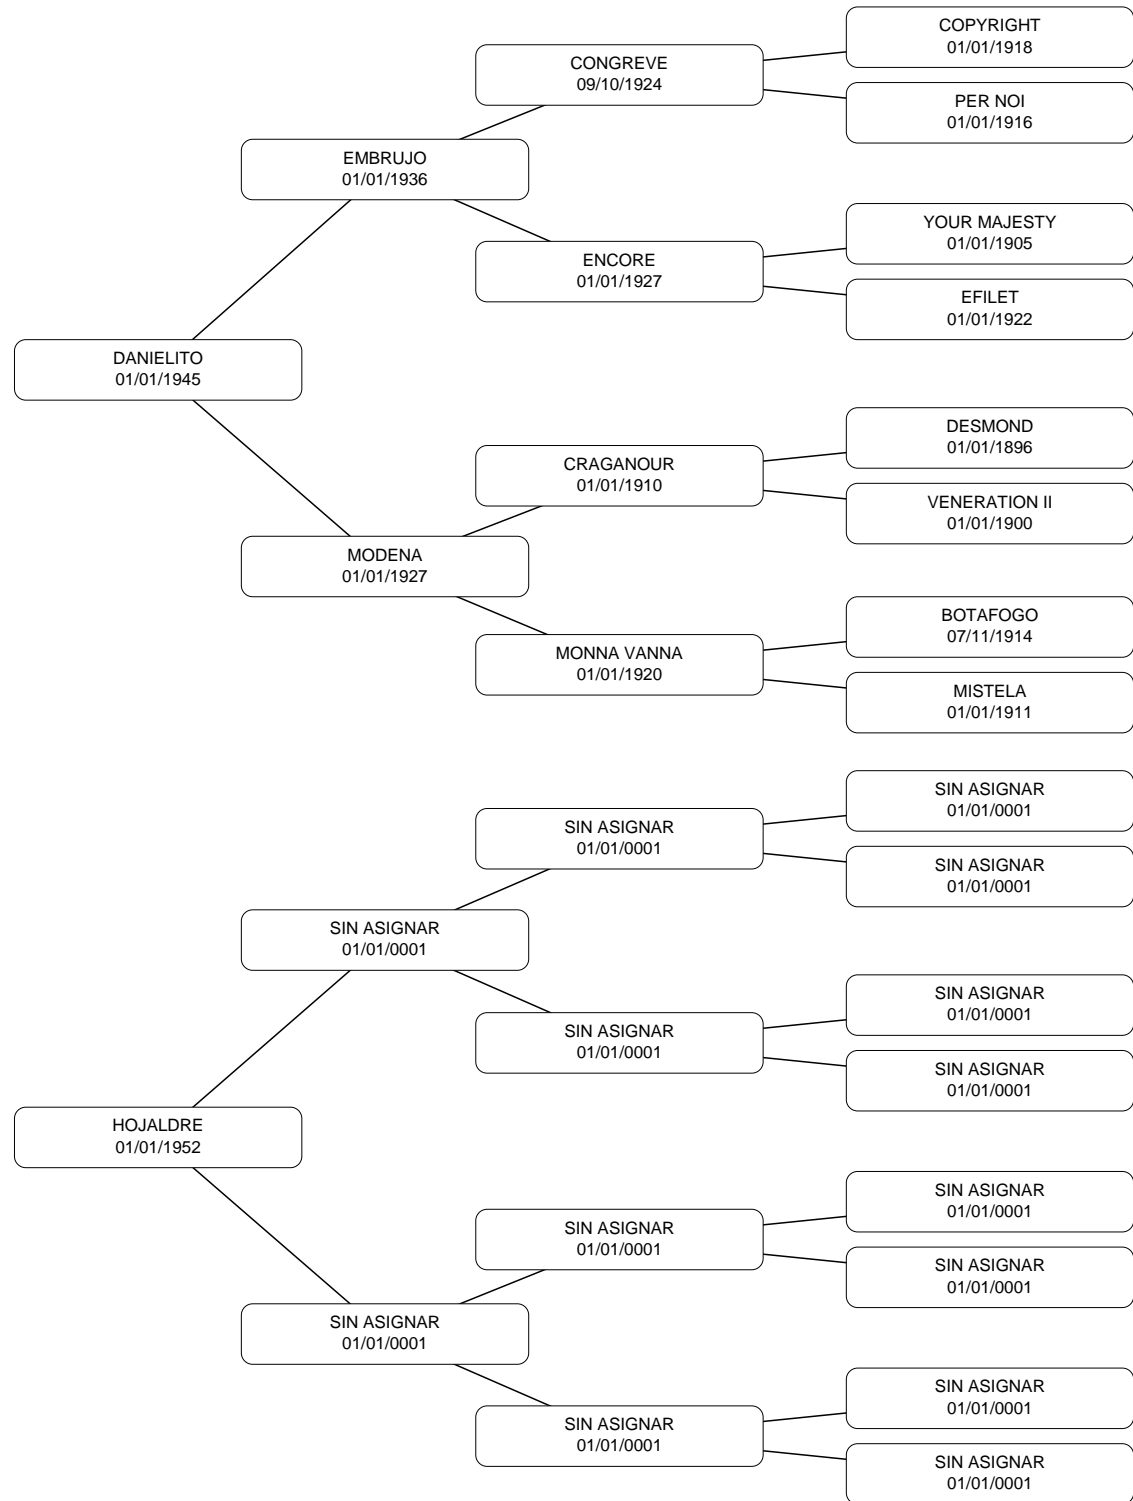 COPYRIGHT
01/01/1918
CONGREVE
09/10/1924
PER NOI
01/01/1916
EMBRUJO
01/01/1936
YOUR MAJESTY
01/01/1905
ENCORE
01/01/1927
EFILET
01/01/1922
DANIELITO
01/01/1945
DESMOND
01/01/1896
CRAGANOUR
01/01/1910
VENERATION II
01/01/1900
MODENA
01/01/1927
BOTAFOGO
07/11/1914
MONNA VANNA
01/01/1920
MISTELA
01/01/1911
SIN ASIGNAR
01/01/0001
SIN ASIGNAR
01/01/0001
SIN ASIGNAR
01/01/0001
SIN ASIGNAR
01/01/0001
SIN ASIGNAR
01/01/0001
SIN ASIGNAR
01/01/0001
SIN ASIGNAR
01/01/0001
HOJALDRE
01/01/1952
SIN ASIGNAR
01/01/0001
SIN ASIGNAR
01/01/0001
SIN ASIGNAR
01/01/0001
SIN ASIGNAR
01/01/0001
SIN ASIGNAR
01/01/0001
SIN ASIGNAR
01/01/0001
SIN ASIGNAR
01/01/0001